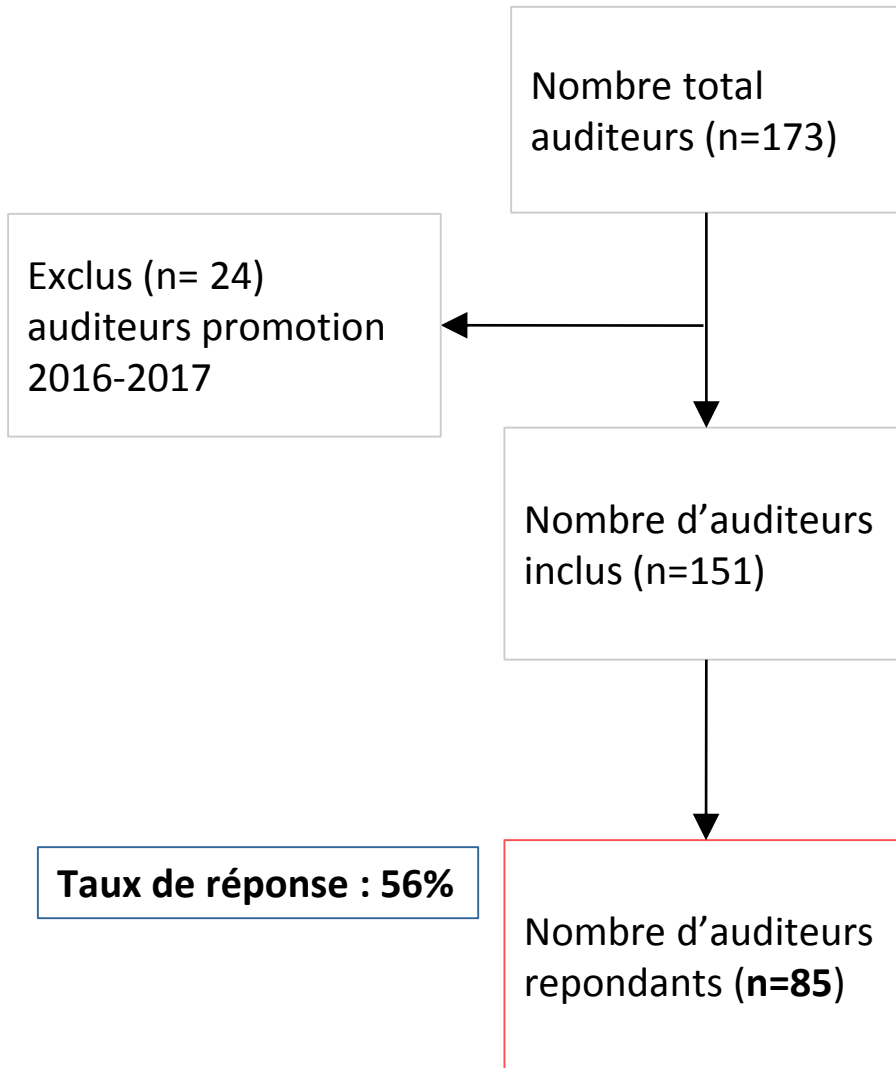 Nombre total
auditeurs (n=173)
Exclus (n= 24)
auditeurs promotion
2016-2017
Nombre d’auditeurs
inclus (n=151)
Taux de réponse : 56%
Nombre d’auditeurs
repondants (n=85)